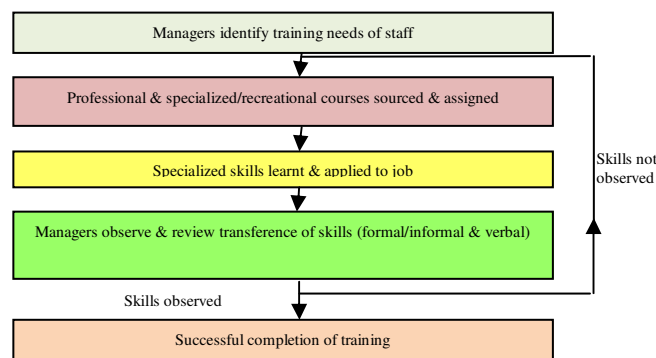 Managers identify training needs of staff
Professional & specialized/recreational courses sourced & assigned
Skills not
observed
Specialized skills learnt & applied to job
Managers observe & review transference of skills (formal/informal & verbal)
Skills observed
Successful completion of training